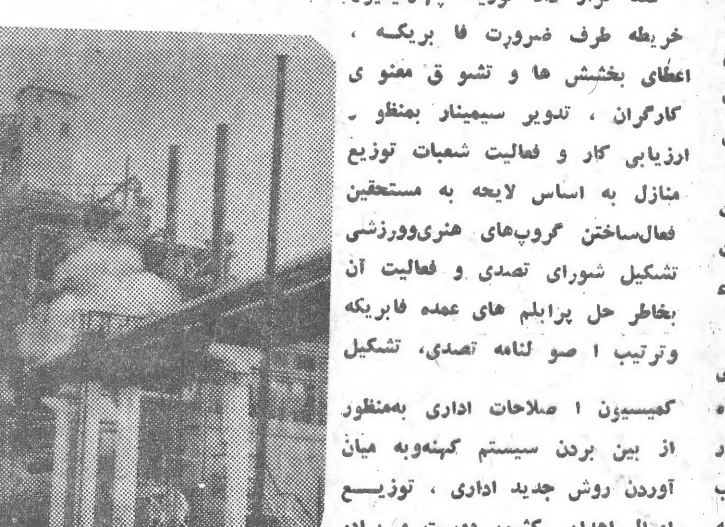 خریطه طرف ضرورت فا بریکه ،
اعطای بخشش ها و تشو ق معنو ی
کارگران ، تدویر سیمینار بمنظو ر
ارزیابی کار و فعالیت شعبات توزیع
منازل به اساس لایحه به مستحقین
فعال‌ساختن گروپ‌های هنری‌وورزشی
تشکیل شورای تصدی و فعالیت آن
بخاطر حل پرابلم های عمده فابریکه
وترتیب ا صو لنامه تصدی، تشکیل
کمیسیون ا صلاحات اداری به‌منظور
از بین بردن سیستم کهنه‌وبه میان
آوردن روش جدید اداری ، توزیـــع